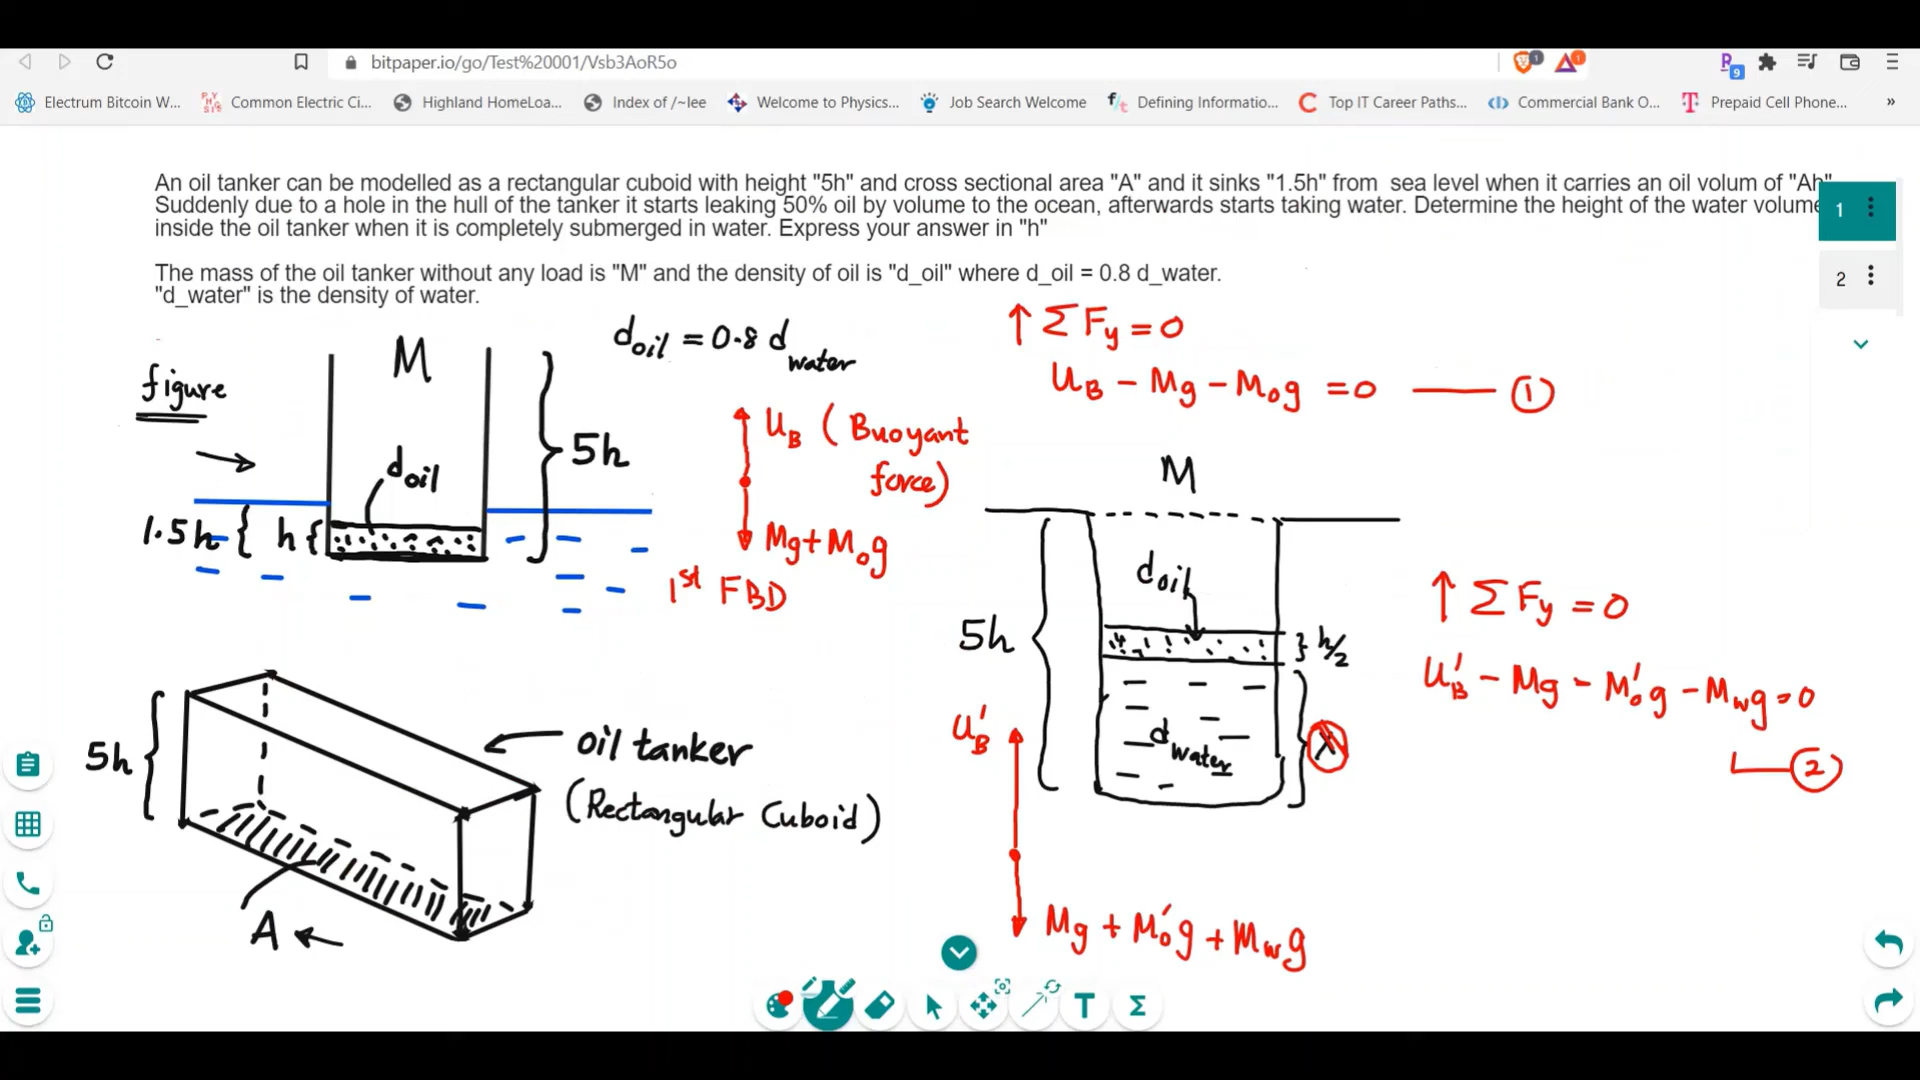 bitpaper.io/go/Test%20001/Vsb3AoR5o
1
1
9
Electrum Bitcoin W...
Common Electric Ci...
Highland HomeLoa...
Index of /~lee
Welcome to Physics...
Job Search Welcome
Defining Informatio...
Top IT Career Paths...
Commercial Bank O...
Prepaid Cell Phone...
»
An oil tanker can be modelled as a rectangular cuboid with height "5h" and cross sectional area "A" and it sinks "1.5h" from sea level when it carries an oil volum of "Ah"
Suddenly due to a hole in the hull of the tanker it starts leaking 50% oil by volume to the ocean, afterwards starts taking water. Determine the height of the water volume
inside the oil tanker when it is completely submerged in water. Express your answer in "h"
The mass of the oil tanker without any load is "M" and the density of oil is "d_oil" where d_oil = 0.8 d_water.
"d_water" is the density of water.
1
2
figure
M
d_oil
5h
1.5h
h
d_oil = 0.8 d_water
U_B (Buoyant
force)
Mg + M_og
1st FBD
↑ ΣF_y = 0
U_B - Mg - M_og = 0 —— ①
M
d_oil
5h
h/2
d_water
x
U'_B
Mg + M'_og + M_wg
↑ ΣF_y = 0
U'_B - Mg - M'_og - M_wg = 0
②
5h
oil tanker
(Rectangular Cuboid)
A
T
Σ